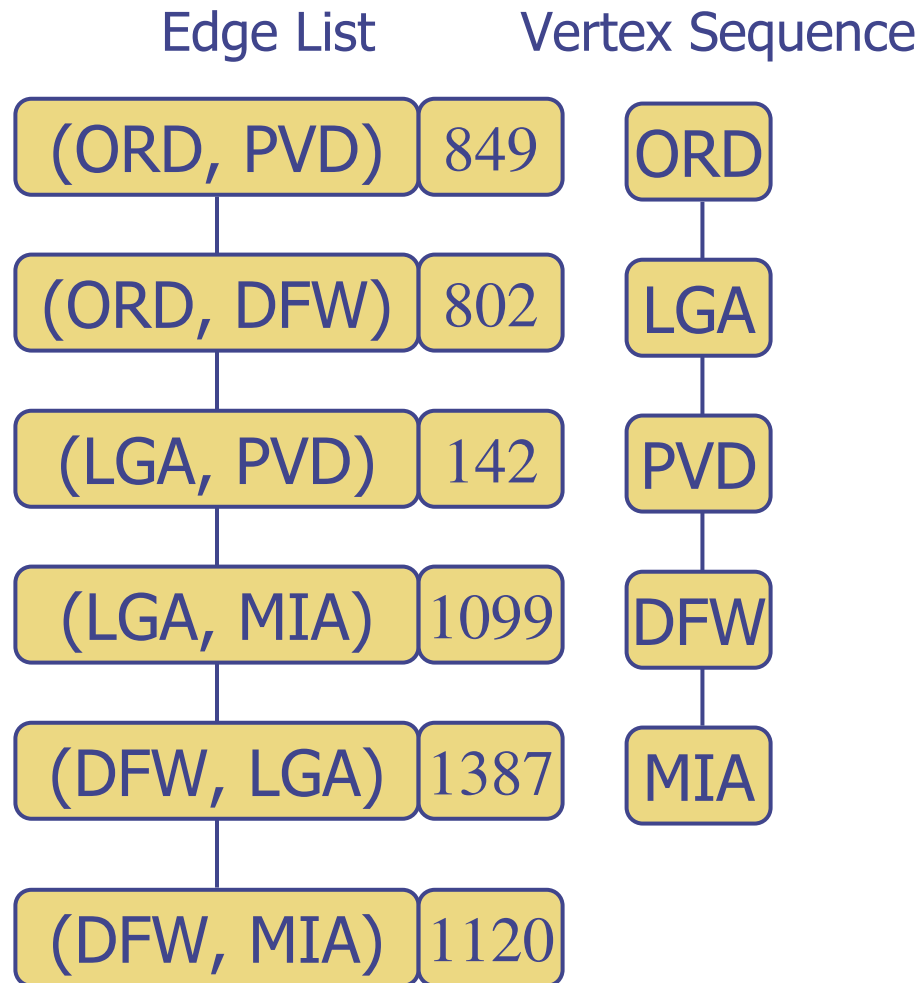 Edge List
Vertex Sequence
(ORD, PVD) 849
ORD
(ORD, DFW) 802
LGA
(LGA, PVD) 142
PVD
(LGA, MIA) 1099
DFW
(DFW, LGA) 1387
MIA
(DFW, MIA) 1120